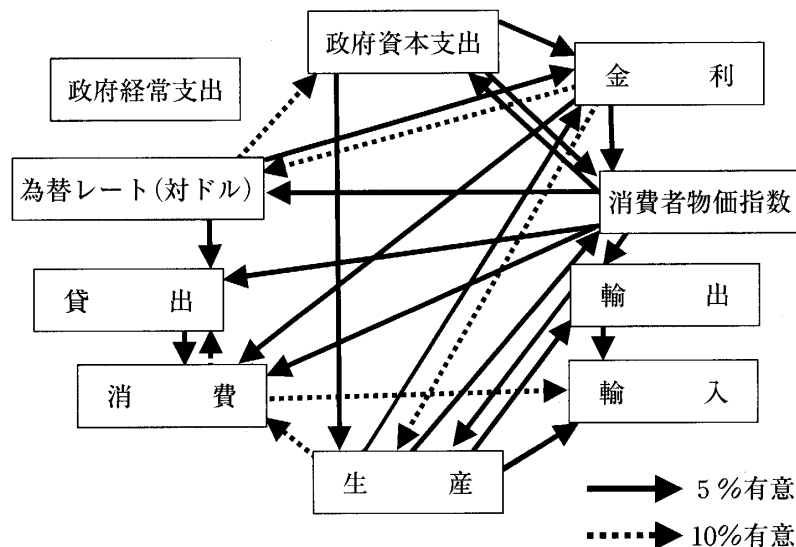 政府資本支出
金 利
政府経常支出
為替レート(対ドル)
消費者物価指数
貸 出
輸 出
消 費
輸 入
生 産
5%有意
10%有意